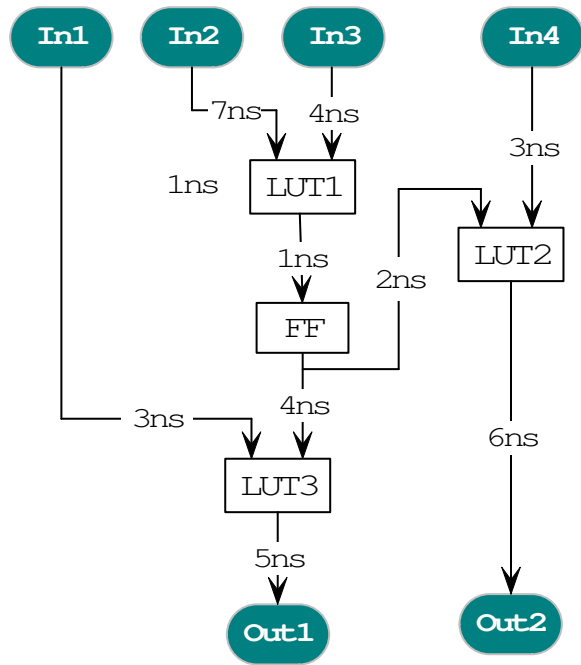 In1
In2
In3
In4
7ns
4ns
3ns
1ns
LUT1
1ns
2ns
LUT2
FF
3ns
4ns
6ns
LUT3
5ns
Out1
Out2